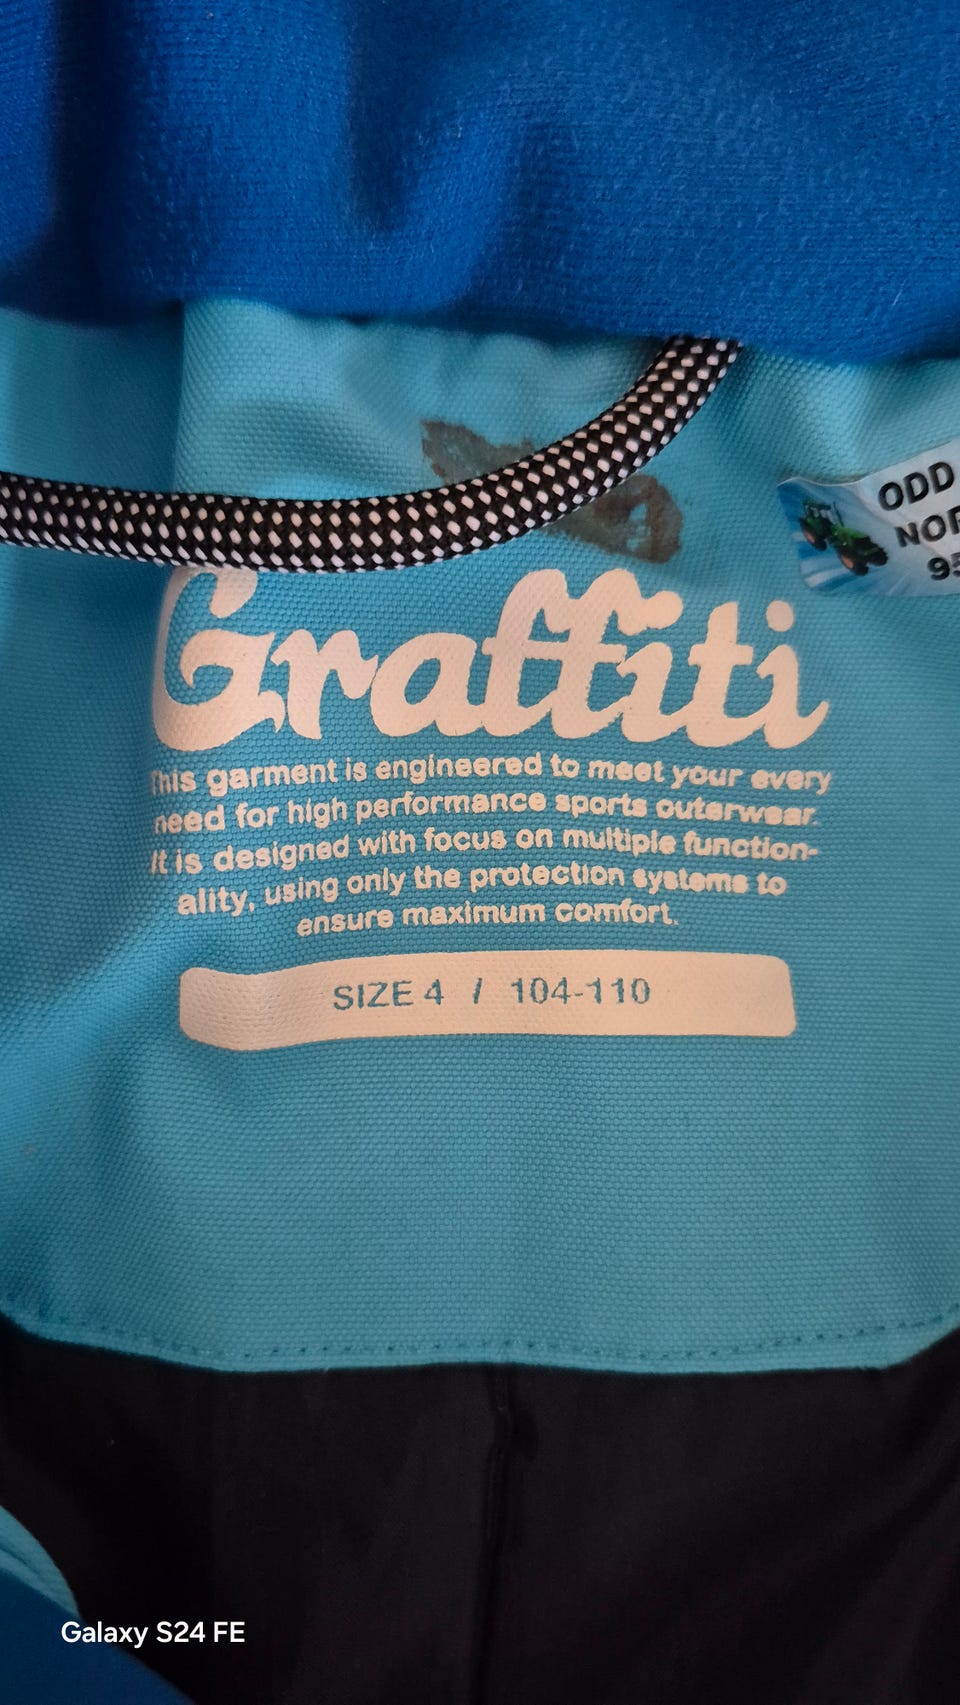 ODD
Graffiti
This garment is engineered to meet your every
need for high performance sports outerwear.
It is designed with focus on multiple function-
ality, using only the protection systems to
ensure maximum comfort.
SIZE 4 / 104-110
Galaxy S24 FE